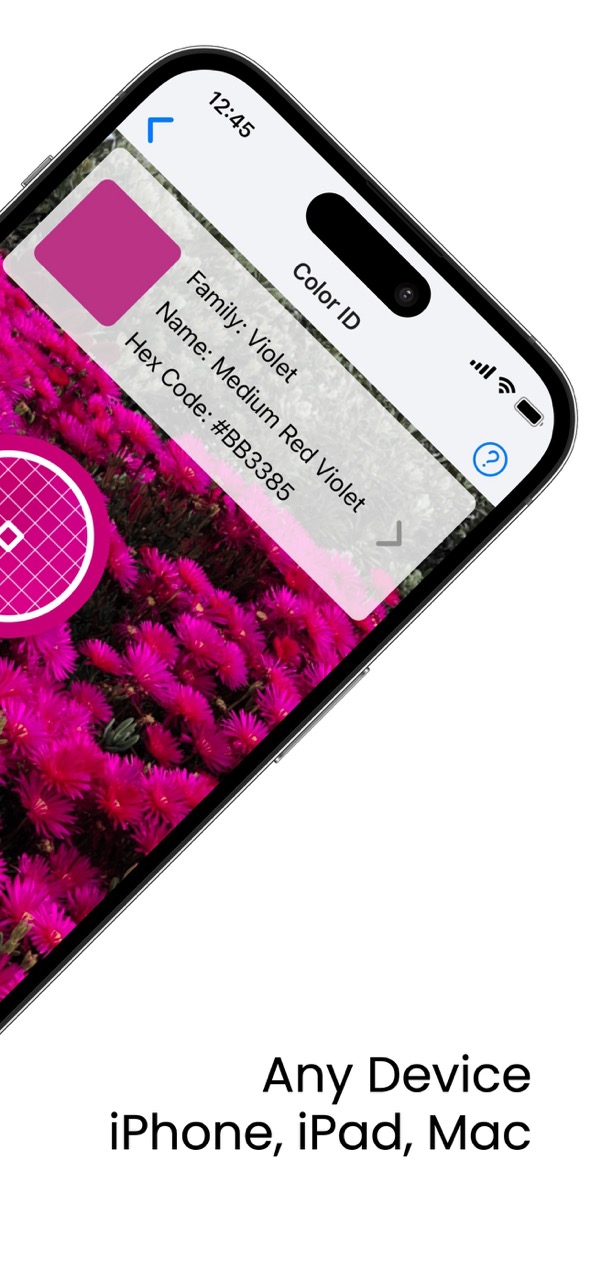 12:45
Color ID
Family: Violet
Name: Medium Red Violet
Hex Code: #BB3385
Any Device
iPhone, iPad, Mac